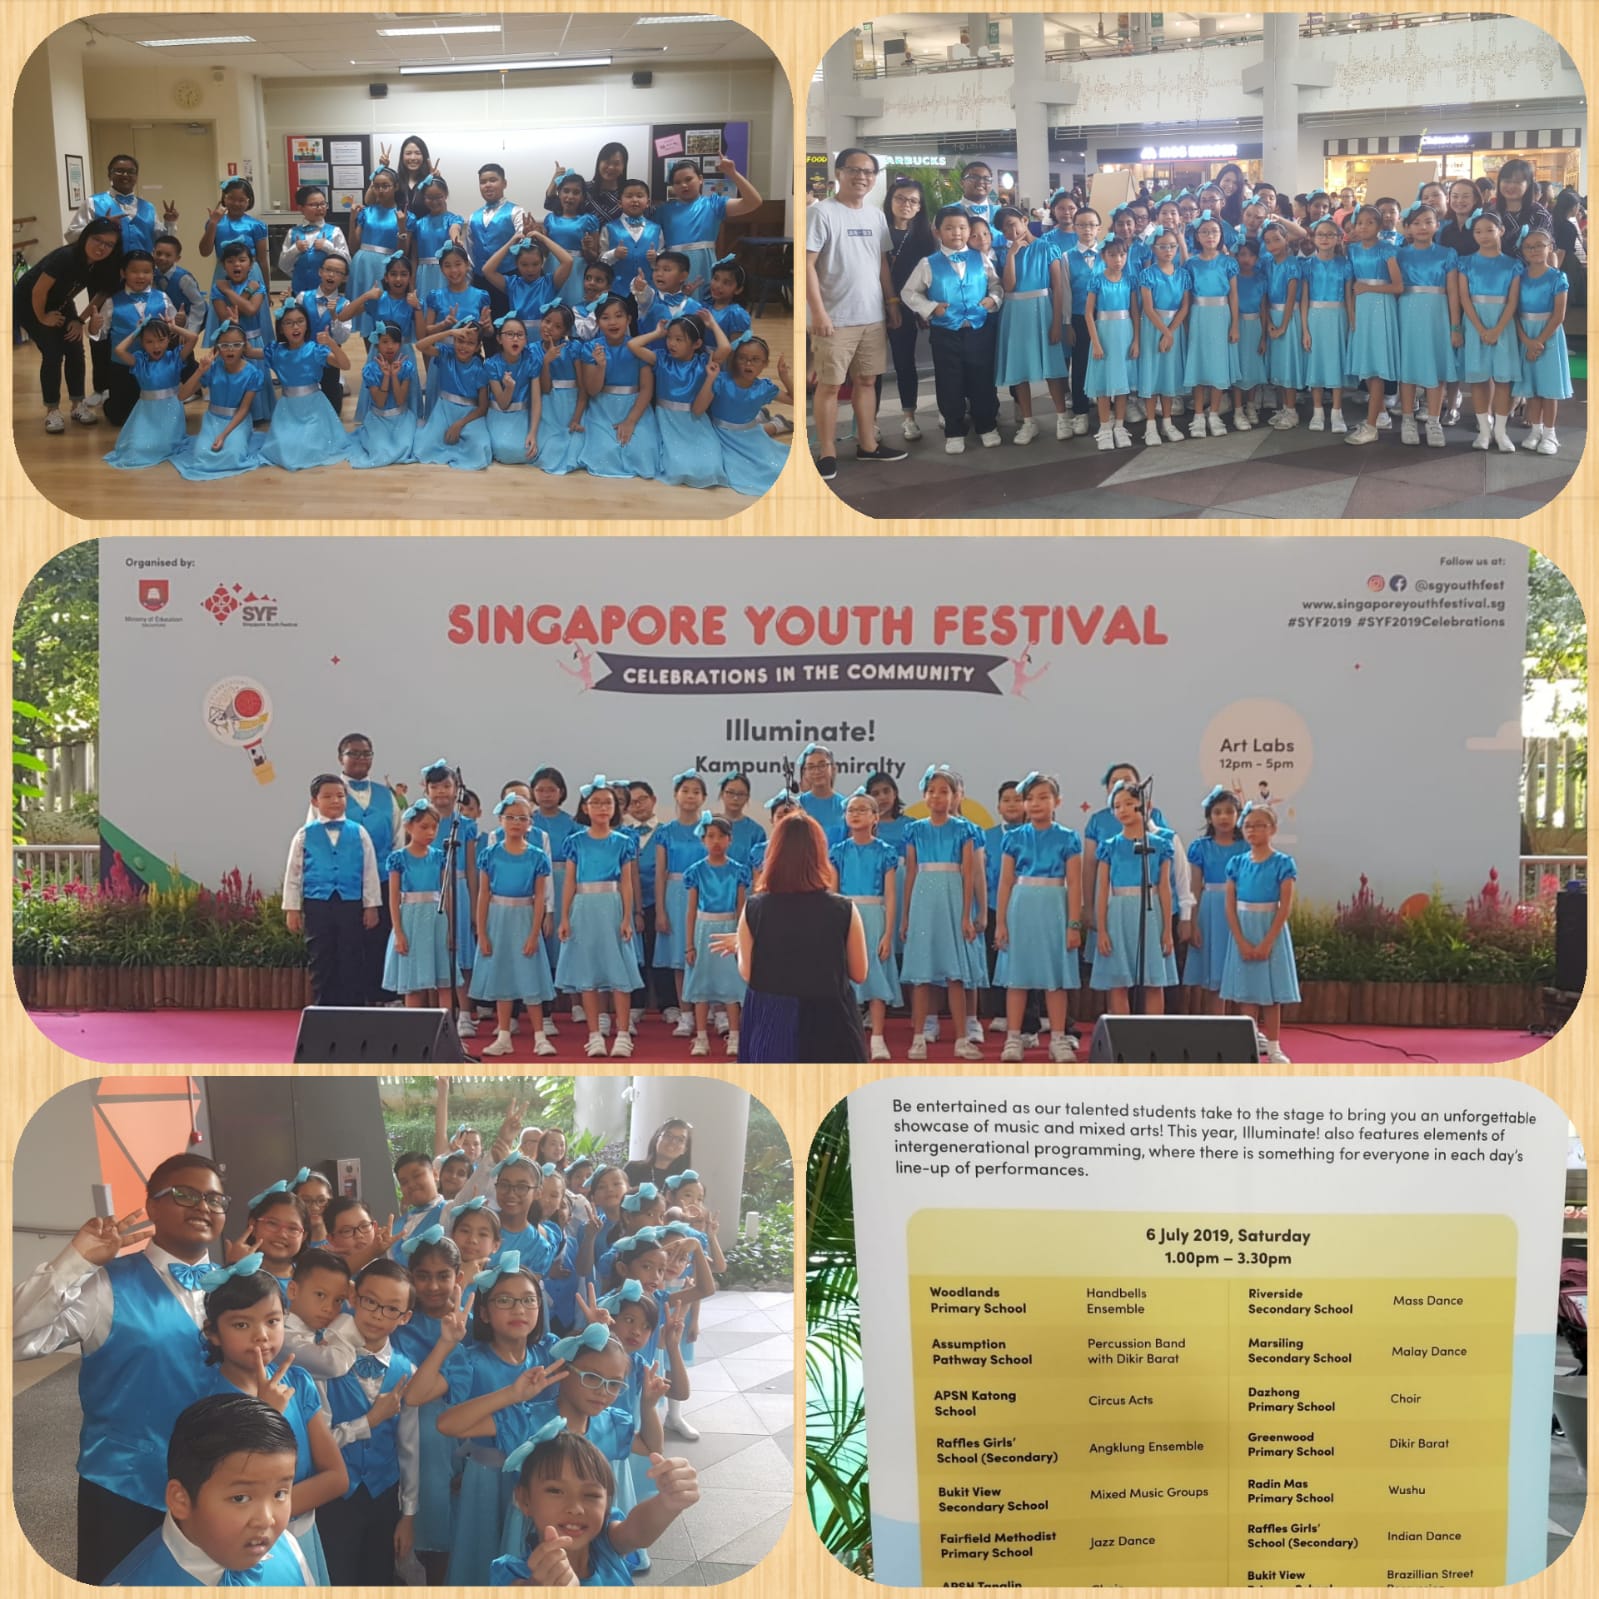 FOOD
ARBUCKS
MOS BURGER
Organised by:
Ministry of Education
SYF
Singapore Youth Festival
Follow us at:
@sgyouthfest
www.singaporeyouthfestival.sg
#SYF2019 #SYF2019Celebrations
SINGAPORE YOUTH FESTIVAL
CELEBRATIONS IN THE COMMUNITY
Illuminate!
Kampung miralty
Art Labs
12pm - 5pm
Be entertained as our talented students take to the stage to bring you an unforgettable
showcase of music and mixed arts! This year, Illuminate! also features elements of
intergenerational programming, where there is something for everyone in each day's
line-up of performances.
6 July 2019, Saturday
1.00pm – 3.30pm
Woodlands
Primary School
Handbells
Ensemble
Riverside
Secondary School
Mass Dance
Assumption
Pathway School
Percussion Band
with Dikir Barat
Marsiling
Secondary School
Malay Dance
APSN Katong
School
Circus Acts
Dazhong
Primary School
Choir
Raffles Girls'
School (Secondary)
Angklung Ensemble
Greenwood
Primary School
Dikir Barat
Bukit View
Secondary School
Mixed Music Groups
Radin Mas
Primary School
Wushu
Fairfield Methodist
Primary School
Jazz Dance
Raffles Girls'
School (Secondary)
Indian Dance
APSN Tanglin
Bukit View
Brazillian Street